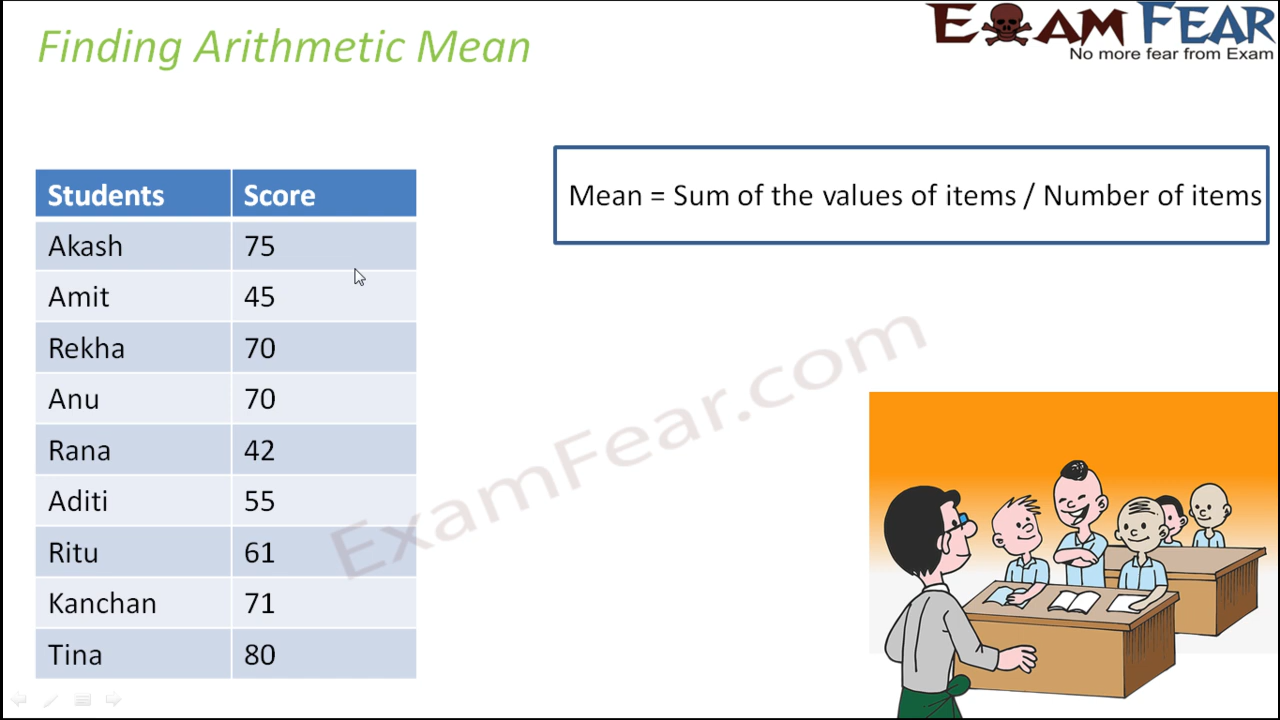 Finding Arithmetic Mean
EXAM FEAR
No more fear from Exam
Mean = Sum of the values of items / Number of items
Students Score
Akash 75
Amit 45
Rekha 70
Anu 70
Rana 42
Aditi 55
Ritu 61
Kanchan 71
Tina 80
ExamFear.com